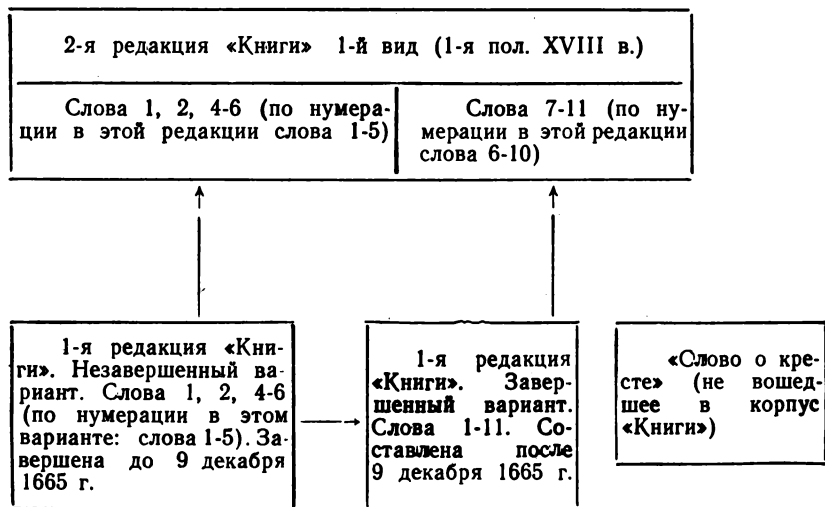 2-я редакция «Книги» 1-й вид (1-я пол. XVIII в.)
Слова 1, 2, 4-6 (по нумера-
ции в этой редакции слова 1-5)
Слова 7-11 (по ну-
мерации в этой редакции
слова 6-10)
1-я редакция «Кни-
ги». Незавершенный ва-
риант. Слова 1, 2, 4-6
(по нумерации в этом
варианте: слова 1-5). За-
вершена до 9 декабря
1665 г.
1-я редакция
«Книги». Завер-
шенный вариант.
Слова 1-11. Со-
ставлена после
9 декабря 1665 г.
«Слово о кре-
сте» (не вошед-
шее в корпус
«Книги»)